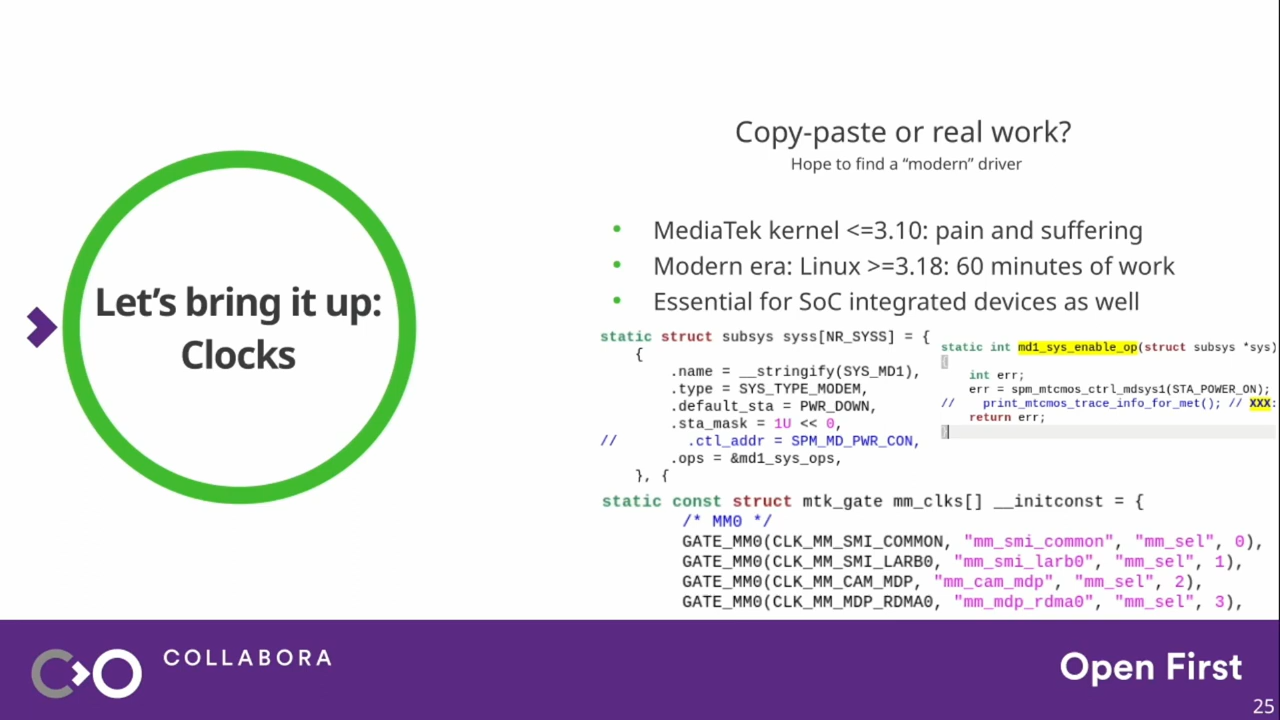 Let's bring it up:
Clocks
Copy-paste or real work?
Hope to find a “modern” driver
• MediaTek kernel <=3.10: pain and suffering
• Modern era: Linux >=3.18: 60 minutes of work
• Essential for SoC integrated devices as well
static struct subsys syss[NR_SYSS] = {
    {
        .name = __stringify(SYS_MD1),
        .type = SYS_TYPE_MODEM,
        .default_sta = PWR_DOWN,
        .sta_mask = 1U << 0,
//        .ctl_addr = SPM_MD_PWR_CON,
        .ops = &md1_sys_ops,
    }, {
static int md1_sys_enable_op(struct subsys *sys)
{
    int err;
    err = spm_mtcmos_ctrl_mdsys1(STA_POWER_ON);
//    print_mtcmos_trace_info_for_met(); // XXX:
    return err;
}
static const struct mtk_gate mm_clks[] __initconst = {
        /* MM0 */
        GATE_MM0(CLK_MM_SMI_COMMON, "mm_smi_common", "mm_sel", 0),
        GATE_MM0(CLK_MM_SMI_LARB0, "mm_smi_larb0", "mm_sel", 1),
        GATE_MM0(CLK_MM_CAM_MDP, "mm_cam_mdp", "mm_sel", 2),
        GATE_MM0(CLK_MM_MDP_RDMA0, "mm_mdp_rdma0", "mm_sel", 3),
COLLABORA
Open First
25